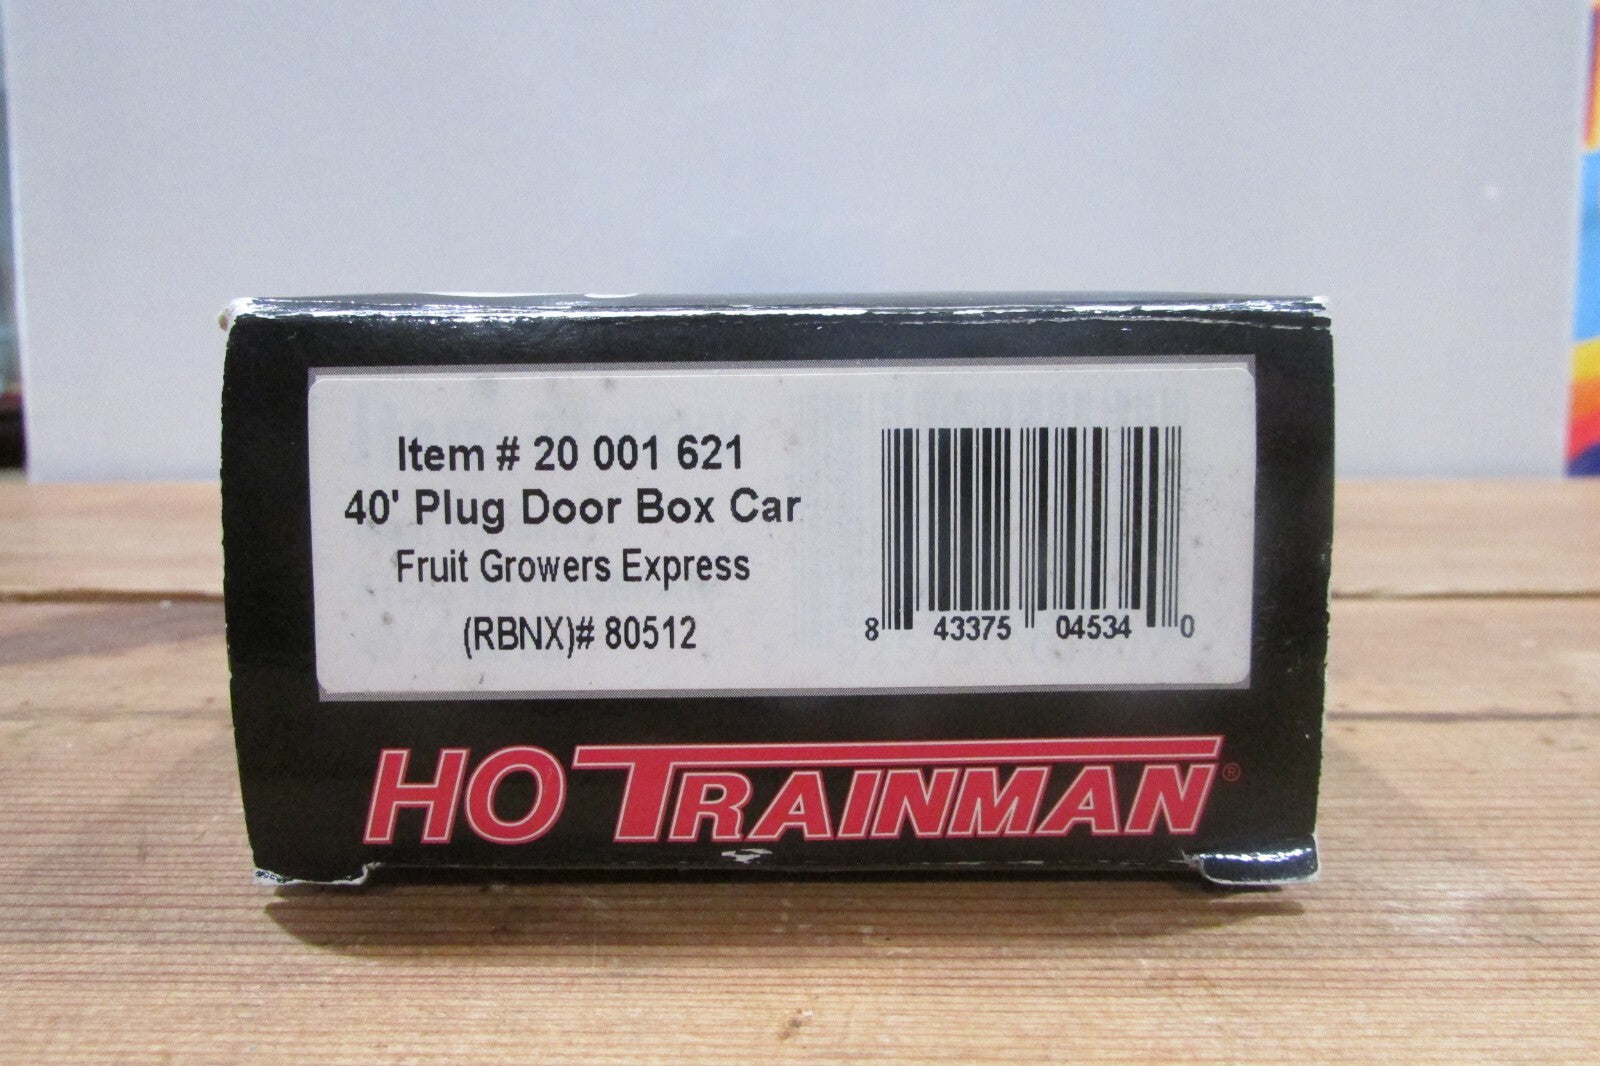 Item # 20 001 621
40' Plug Door Box Car
Fruit Growers Express
(RBNX)# 80512
8 43375 04534 0
HO TRAINMAN®